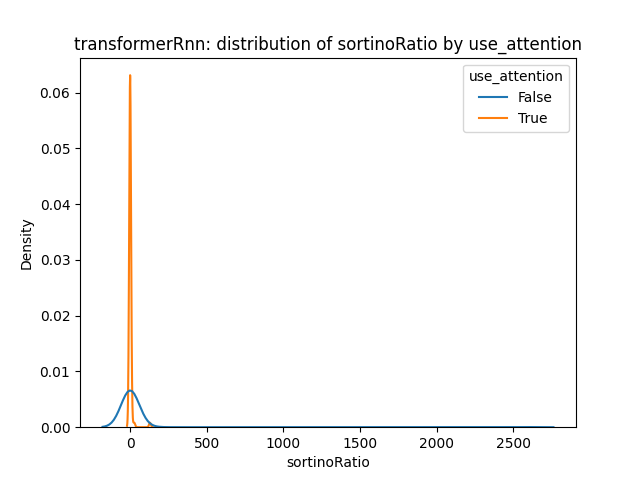 transformerRnn: distribution of sortinoRatio by use_attention
use_attention
False
True
Density
0.06
0.05
0.04
0.03
0.02
0.01
0.00
0
500
1000
1500
2000
2500
sortinoRatio